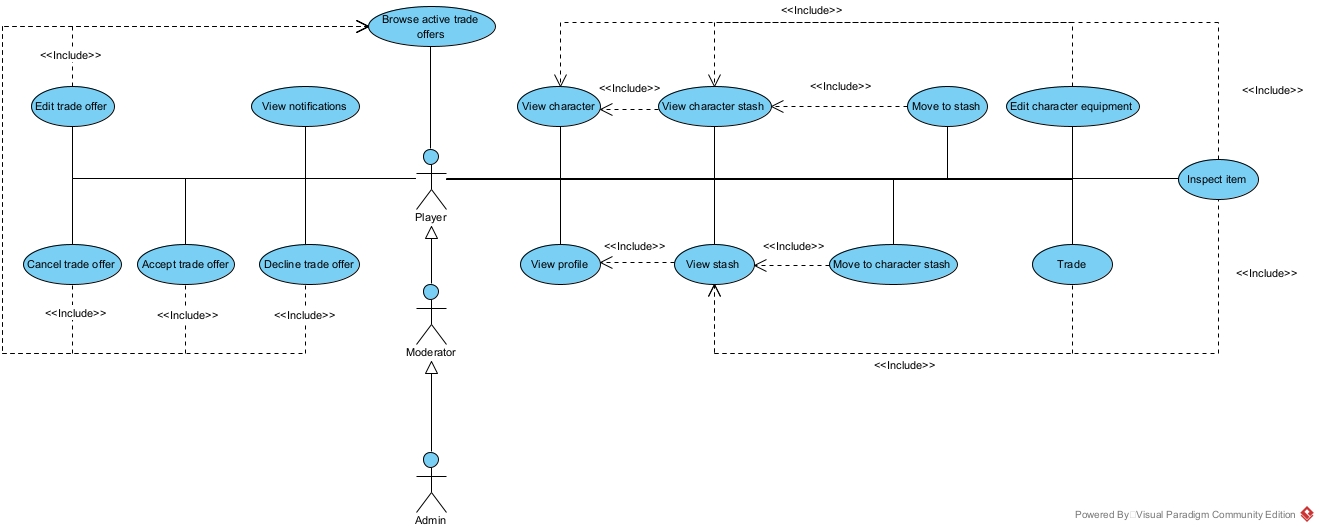 <<Include>>
Browse active trade
offers
<<Include>>
<<Include>>
<<Include>>
<<Include>>
Edit trade offer
View notifications
View character
View character stash
Move to stash
Edit character equipment
Inspect item
Player
<<Include>>
<<Include>>
Cancel trade offer
Accept trade offer
Decline trade offer
View profile
View stash
Move to character stash
Trade
<<Include>>
<<Include>>
<<Include>>
<<Include>>
Moderator
<<Include>>
Admin
Powered By Visual Paradigm Community Edition